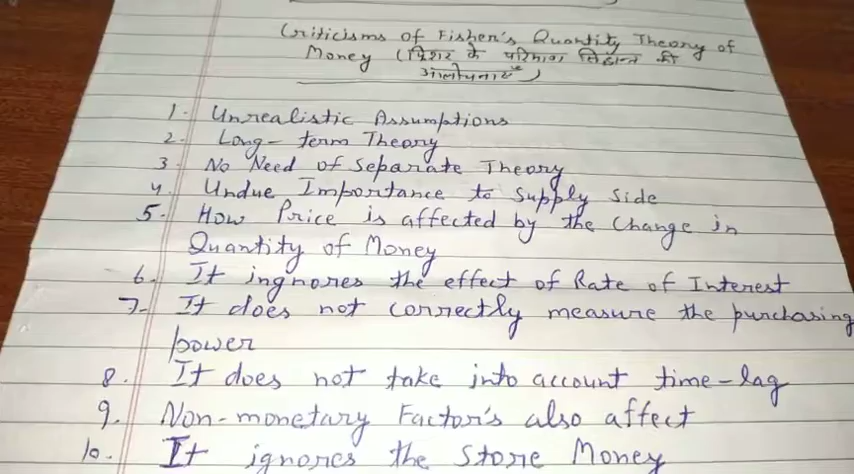 Criticisms of Fisher's Quantity Theory of
Money (फिशर के परिमाण सिद्धान्त की
आलोचनायें)
1. Unrealistic Assumptions
2. Long-term Theory
3 No Need of Separate Theory
4. Undue Importance to Supply Side
5. How Price is affected by the Change in
Quantity of Money
6. It ingnores the effect of Rate of Interest
7. It does not correctly measure the purchasing
power
8. It does not take into account time-lag
9. Non-monetary Factor's also affect
10. It ignores the Store Money